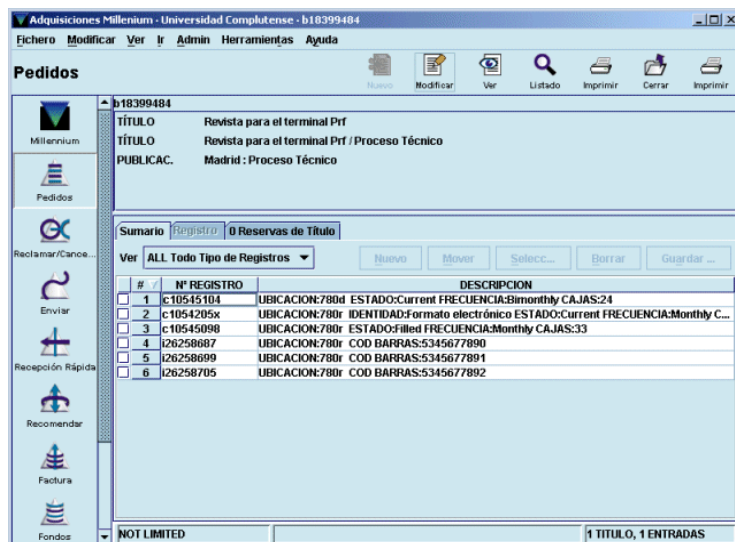 Adquisiciones Millenium · Universidad Complutense · b18399484
Fichero Modificar Ver Ir Admin Herramientas Ayuda
Pedidos
Nuevo Modificar Ver Listado Imprimir Cerrar Imprimir
Millennium
Pedidos
Reclamar/Cance...
Enviar
Recepción Rápida
Recomendar
Factura
Fondos
b18399484
TÍTULO Revista para el terminal Prf
TÍTULO Revista para el terminal Prf / Proceso Técnico
PUBLICAC. Madrid : Proceso Técnico
Sumario Registro 0 Reservas de Título
Ver ALL Todo Tipo de Registros Nuevo Mover Selecc... Borrar Guardar ...
# Nº REGISTRO DESCRIPCION
1 c10545104 UBICACION:780d ESTADO:Current FRECUENCIA:Bimonthly CAJAS:24
2 c1054205x UBICACION:780r IDENTIDAD:Formato electrónico ESTADO:Current FRECUENCIA:Monthly C...
3 c10545098 UBICACION:780r ESTADO:Filled FRECUENCIA:Monthly CAJAS:33
4 i26258687 UBICACION:780r COD BARRAS:5345677890
5 i26258699 UBICACION:780r COD BARRAS:5345677891
6 i26258705 UBICACION:780r COD BARRAS:5345677892
NOT LIMITED 1 TITULO, 1 ENTRADAS